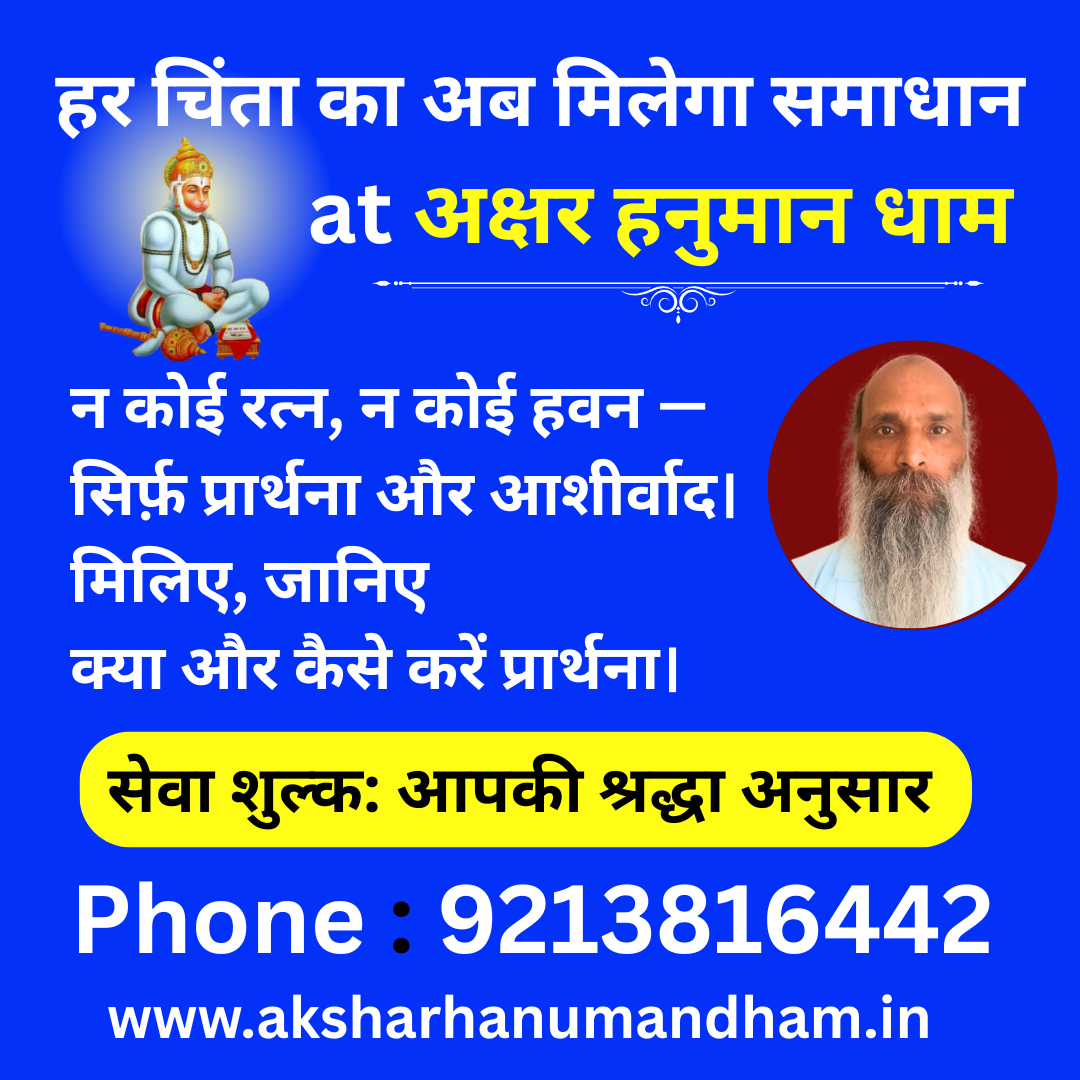 हर चिंता का अब मिलेगा समाधान
at अक्षर हनुमान धाम
न कोई रत्न, न कोई हवन —
सिर्फ़ प्रार्थना और आशीर्वाद।
मिलिए, जानिए
क्या और कैसे करें प्रार्थना।
सेवा शुल्क: आपकी श्रद्धा अनुसार
Phone : 9213816442
www.aksharhanumandham.in